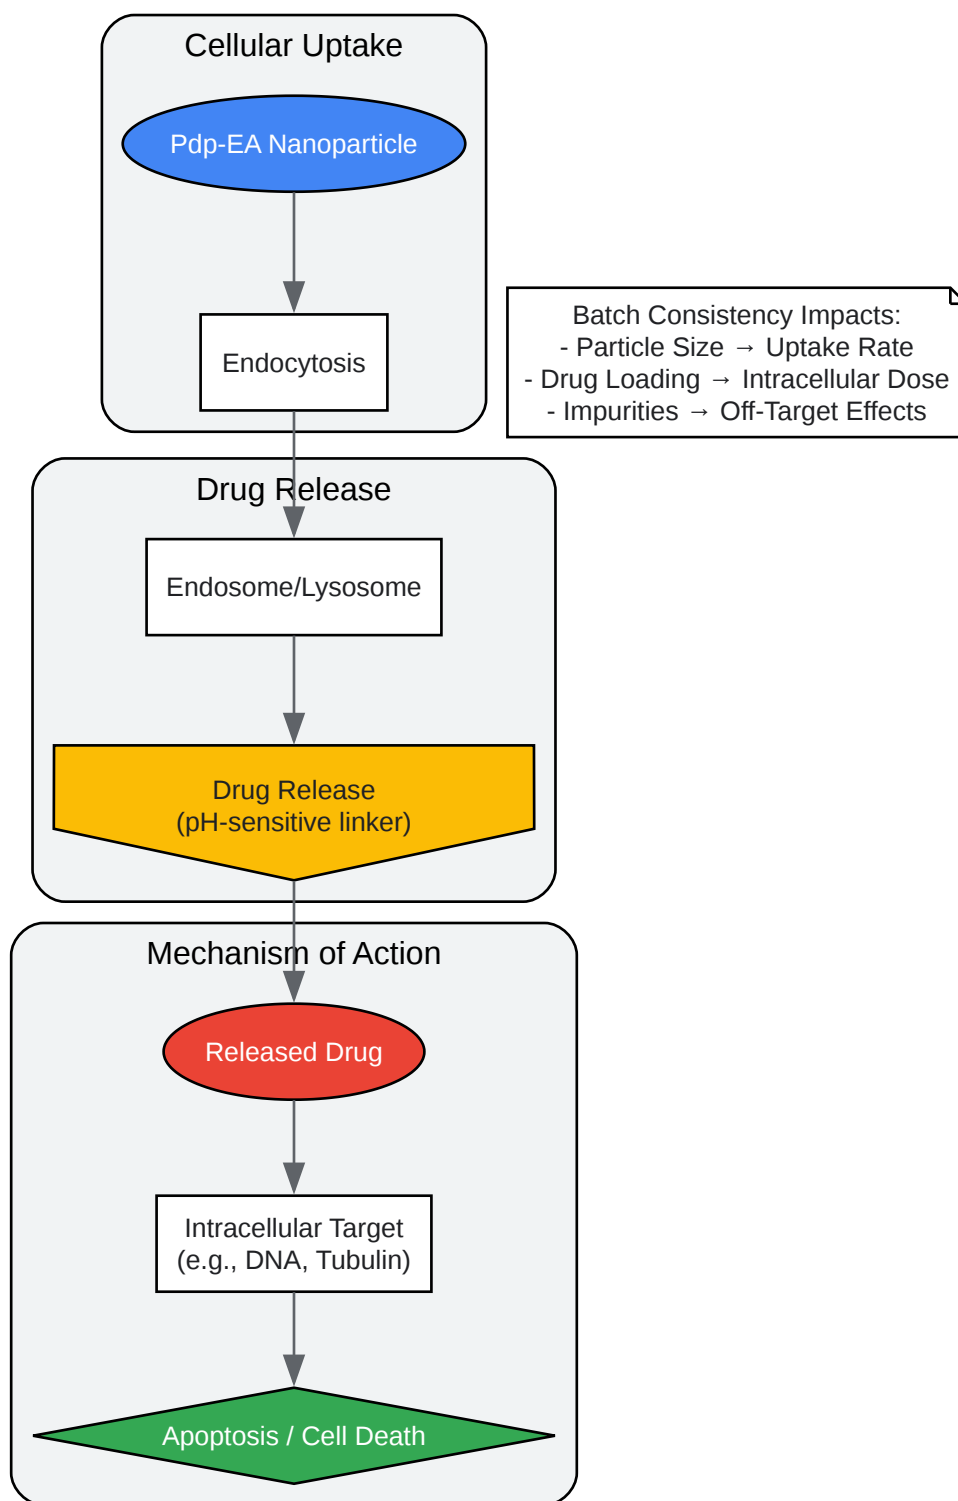 Cellular Uptake
Pdp-EA Nanoparticle
Endocytosis
Batch Consistency Impacts:
- Particle Size → Uptake Rate
- Drug Loading → Intracellular Dose
- Impurities → Off-Target Effects
Drug Release
Endosome/Lysosome
Drug Release
(pH-sensitive linker)
Mechanism of Action
Released Drug
Intracellular Target
(e.g., DNA, Tubulin)
Apoptosis / Cell Death